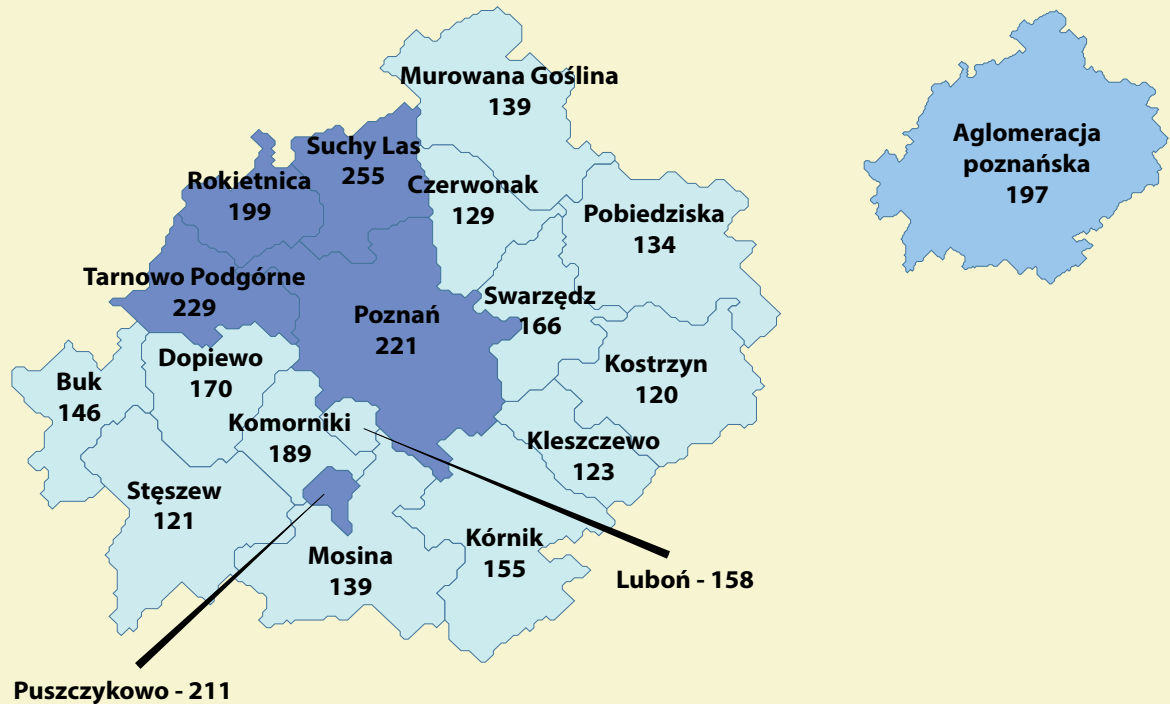 Murowana Goślina
139
Suchy Las
255
Rokietnica
199
Czerwonak
129
Pobiedziska
134
Tarnowo Podgórne
229
Poznań
221
Swarzędz
166
Dopiewo
170
Buk
146
Kostrzyn
120
Komorniki
189
Kleszczewo
123
Stęszew
121
Mosina
139
Kórnik
155
Luboń - 158
Puszczykowo - 211
Aglomeracja
poznańska
197